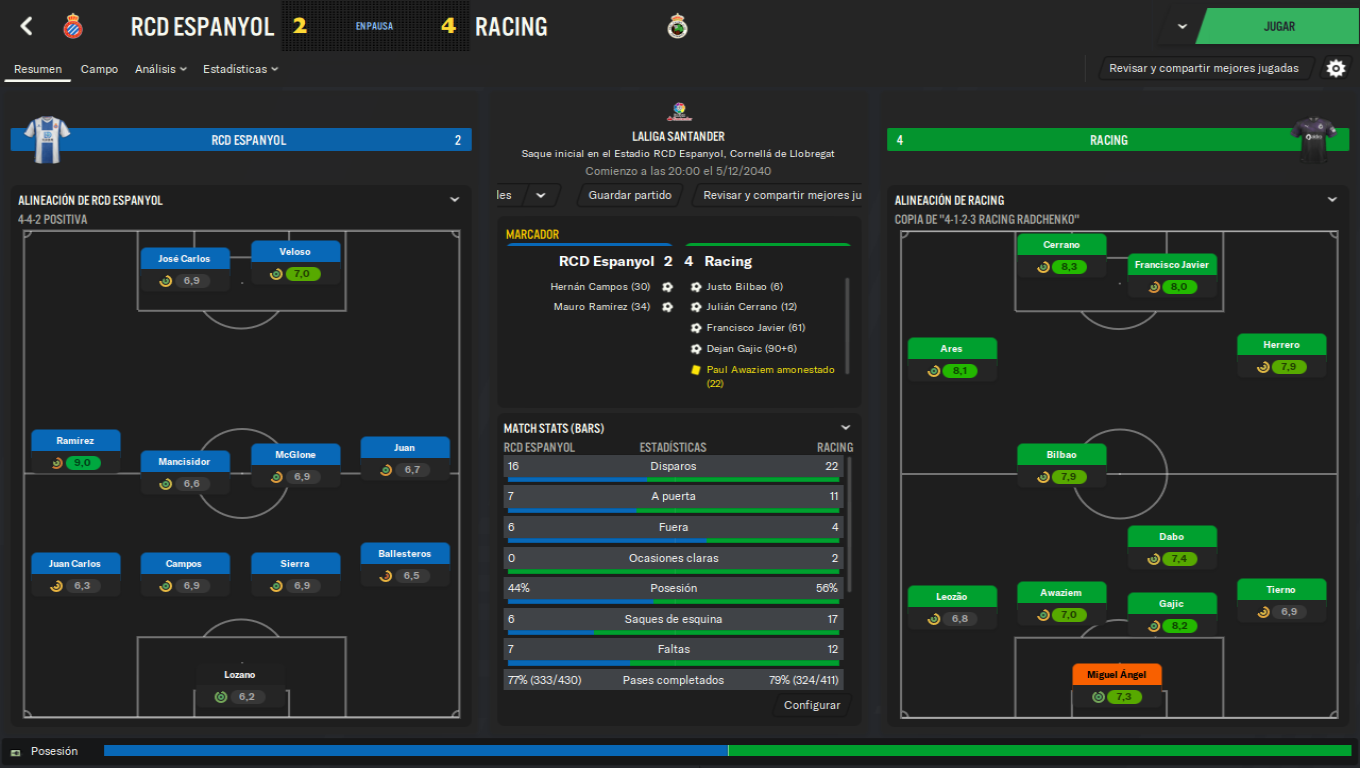 RCD ESPANYOL 2 EN PAUSA 4 RACING
JUGAR
Resumen Campo Análisis Estadísticas
Revisar y compartir mejores jugadas
RCD ESPANYOL 2
ALINEACIÓN DE RCD ESPANYOL
4-4-2 POSITIVA
José Carlos
6,9
Veloso
7,0
Ramírez
9,0
Mancisidor
6,6
McGlone
6,9
Juan
6,7
Juan Carlos
6,3
Campos
6,9
Sierra
6,9
Ballesteros
6,5
Lozano
6,2
LALIGA SANTANDER
Saque inicial en el Estadio RCD Espanyol, Cornellá de Llobregat
Comienzo a las 20:00 el 5/12/2040
les
Guardar partido
Revisar y compartir mejores ju
MARCADOR
RCD Espanyol 2 4 Racing
Hernán Campos (30) Justo Bilbao (6)
Mauro Ramírez (34) Julián Cerrano (12)
Francisco Javier (61)
Dejan Gajic (90+6)
Paul Awaziem amonestado
(22)
MATCH STATS (BARS)
RCD ESPANYOL ESTADÍSTICAS RACING
16 Disparos 22
7 A puerta 11
6 Fuera 4
0 Ocasiones claras 2
44% Posesión 56%
6 Saques de esquina 17
7 Faltas 12
77% (333/430) Pases completados 79% (324/411)
Configurar
4 RACING
ALINEACIÓN DE RACING
COPIA DE "4-1-2-3 RACING RADCHENKO"
Cerrano
8,3
Francisco Javier
8,0
Ares
8,1
Herrero
7,9
Bilbao
7,9
Dabo
7,4
Leozão
6,8
Awaziem
7,0
Gajic
8,2
Tierno
6,9
Miguel Ángel
7,3
Posesión